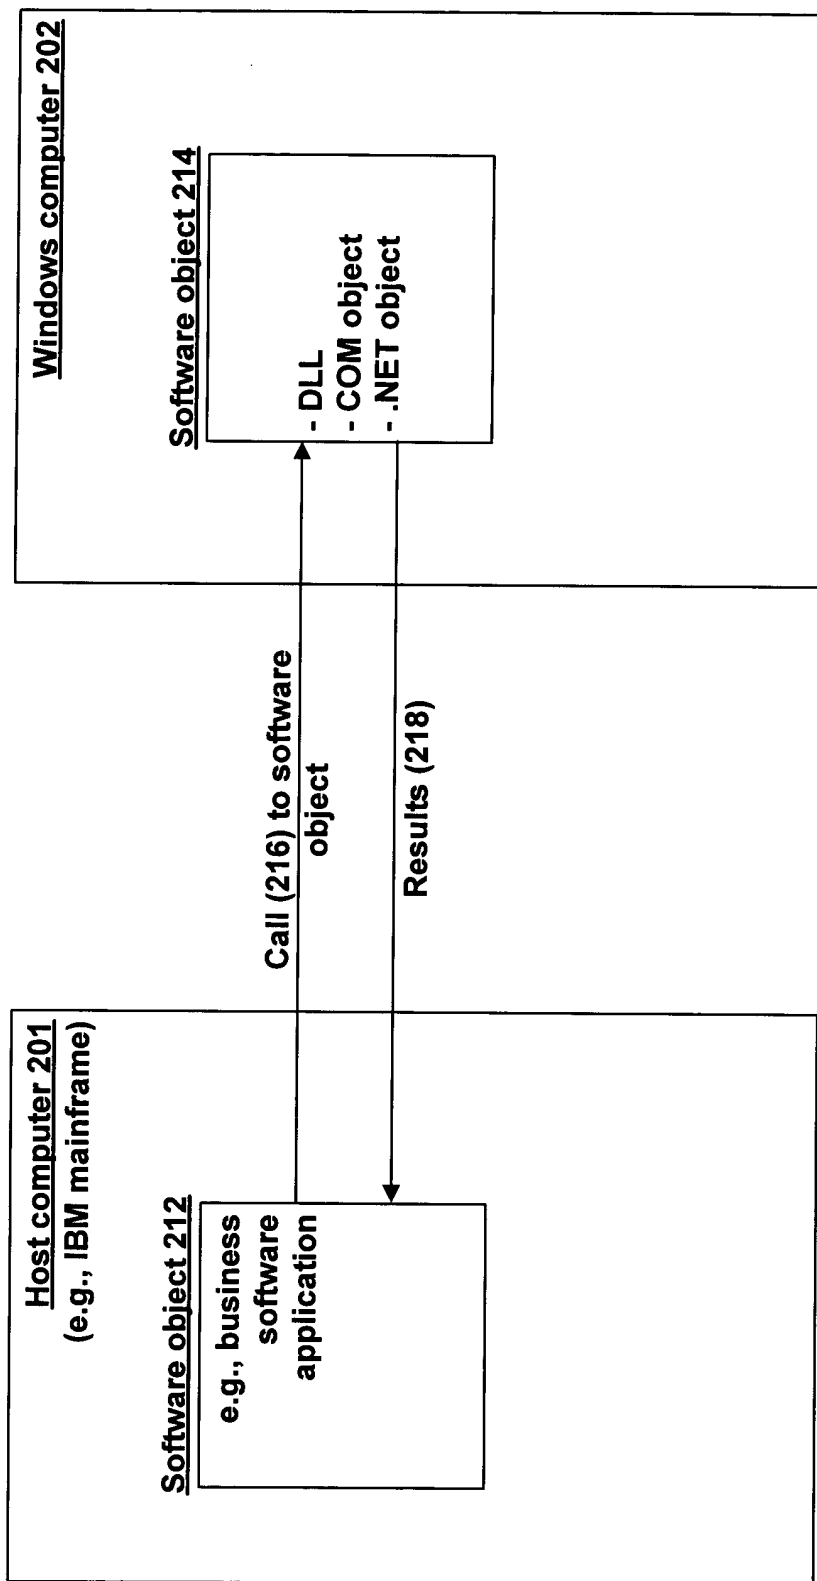 Host computer 201
(e.g., IBM mainframe)
Software object 212
e.g., business
software
application
Call (216) to software
object
Results (218)
Windows computer 202
Software object 214
- DLL
- COM object
- .NET object